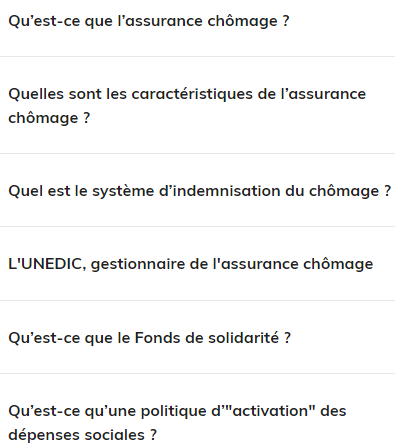 Qu’est-ce que l’assurance chômage ?
Quelles sont les caractéristiques de l’assurance
chômage ?
Quel est le système d’indemnisation du chômage ?
L'UNEDIC, gestionnaire de l'assurance chômage
Qu’est-ce que le Fonds de solidarité ?
Qu’est-ce qu’une politique d’"activation" des
dépenses sociales ?